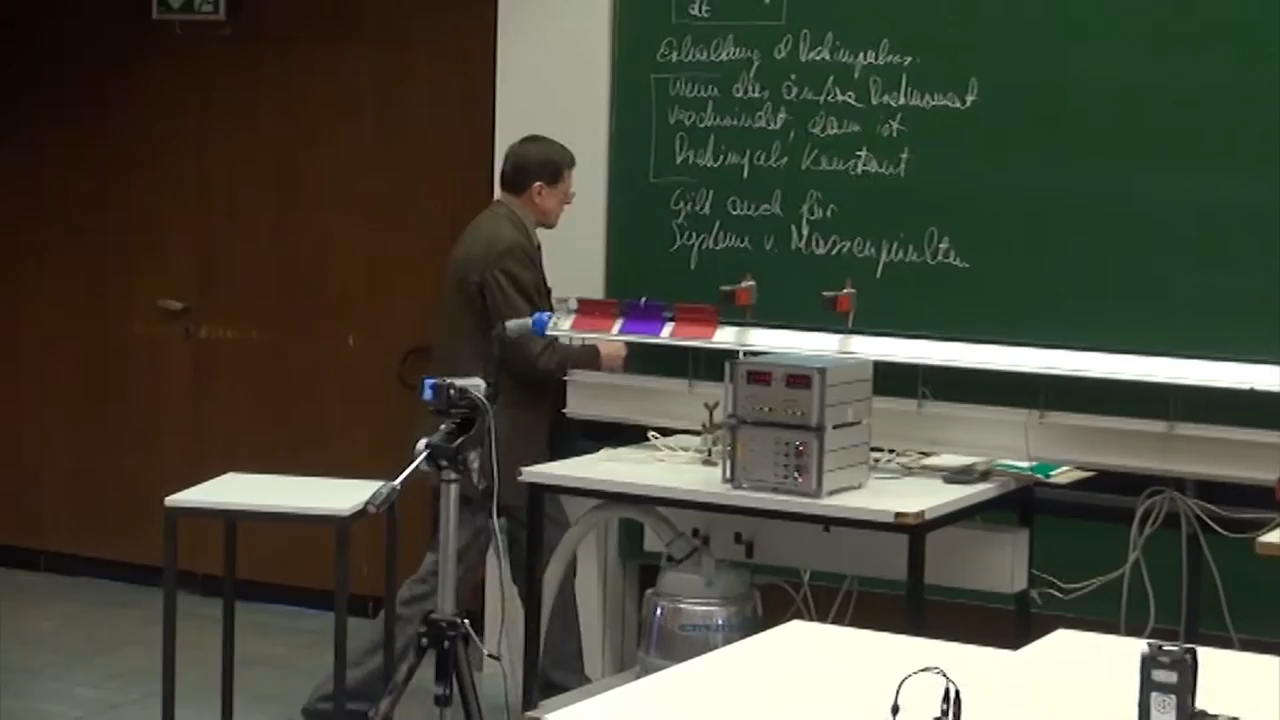 dt
Erhaltung d Drehimpulses.
Wenn das äußere Drehmoment
verschwindet, dann ist
Drehimpuls Konstant
Gilt auch für
Systeme v. Massenpunkten